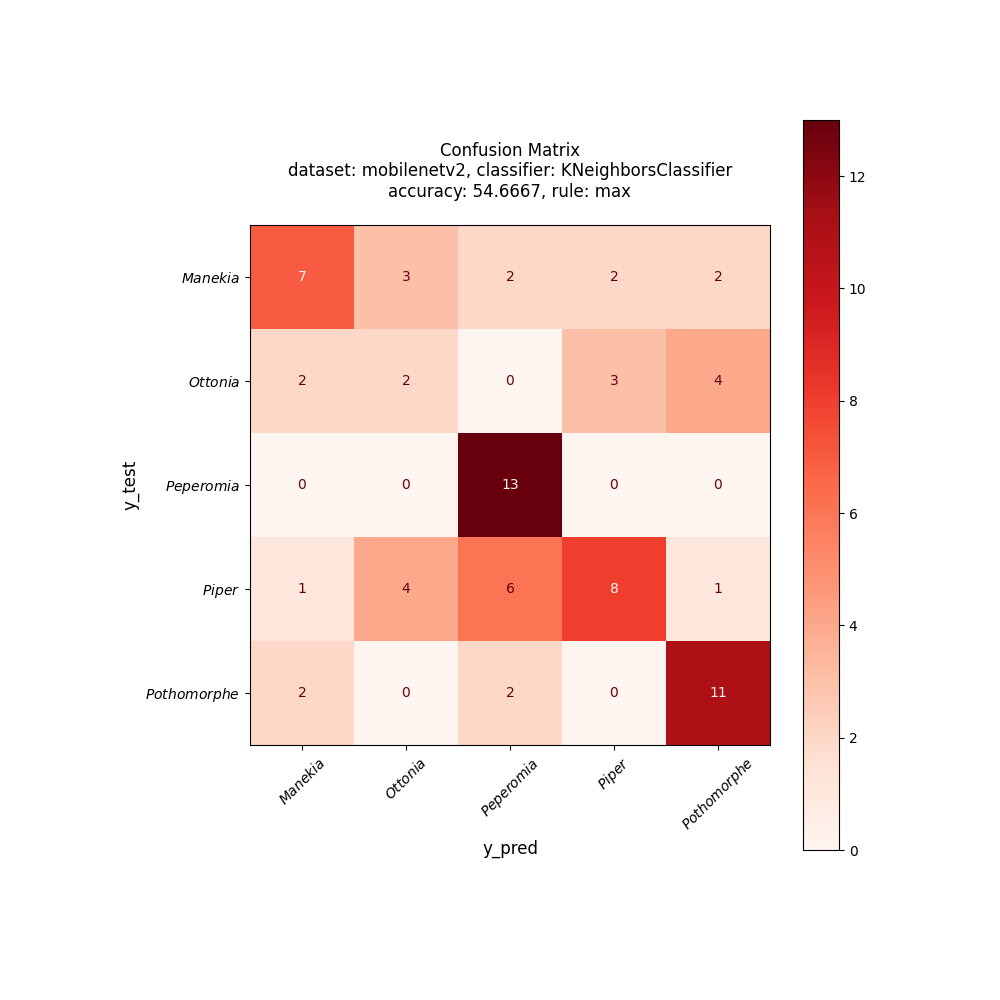 Confusion Matrix
dataset: mobilenetv2, classifier: KNeighborsClassifier
accuracy: 54.6667, rule: max
Manekia 7 3 2 2 2
Ottonia 2 2 0 3 4
Peperomia 0 0 13 0 0
Piper 1 4 6 8 1
Pothomorphe 2 0 2 0 11
Manekia Ottonia Peperomia Piper Pothomorphe
y_pred
y_test
12
10
8
6
4
2
0